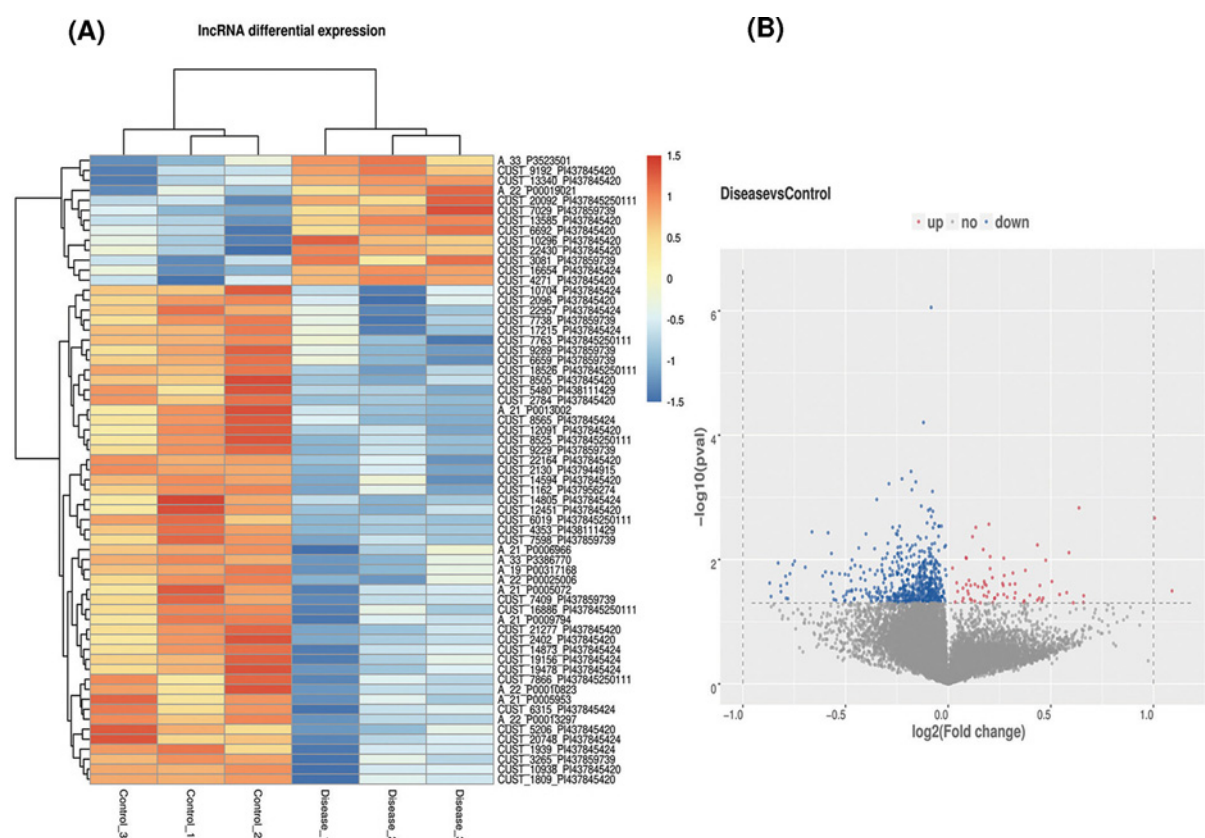 (A)
lncRNA differential expression
A_33_P3523501
CUST_9192_PI437845420
CUST_13340_PI437845420
A_22_P00019021
CUST_20092_PI437845250111
CUST_7029_PI437859739
CUST_13585_PI437845420
CUST_6692_PI437845420
CUST_10296_PI437845420
CUST_22430_PI437845420
CUST_3081_PI437859739
CUST_16654_PI437845424
CUST_4271_PI437845420
CUST_10704_PI437845424
CUST_2096_PI437845420
CUST_22957_PI437845424
CUST_7738_PI437859739
CUST_17215_PI437845424
CUST_7763_PI437845250111
CUST_9289_PI437859739
CUST_6659_PI437859739
CUST_18526_PI437845250111
CUST_8505_PI437845420
CUST_5480_PI438111429
CUST_2784_PI437845420
A_21_P0013002
CUST_8565_PI437845424
CUST_12091_PI437845420
CUST_8525_PI437845250111
CUST_9229_PI437859739
CUST_22164_PI437845420
CUST_2130_PI437944915
CUST_14594_PI437845420
CUST_1162_PI437956274
CUST_14805_PI437845424
CUST_12451_PI437845420
CUST_6019_PI437845250111
CUST_4353_PI438111429
CUST_7598_PI437859739
A_21_P0006966
A_33_P3386770
A_19_P00317168
A_22_P00025006
A_21_P0005072
CUST_7409_PI437859739
CUST_16886_PI437845250111
A_21_P0009794
CUST_21277_PI437845420
CUST_2402_PI437845420
CUST_14873_PI437845424
CUST_19156_PI437845424
CUST_19478_PI437845424
CUST_7866_PI437845250111
A_22_P00010823
A_21_P0005953
CUST_6315_PI437845424
A_22_P00013297
CUST_5206_PI437845420
CUST_20748_PI437845424
CUST_1939_PI437845424
CUST_3265_PI437859739
CUST_10938_PI437845420
CUST_1809_PI437845420
Control_3
Control_1
Control_2
Disease_
Disease_
Disease_
1.5
1
0.5
0
-0.5
-1
-1.5
(B)
DiseasevsControl
up no down
6
4
2
0
−log10(pval)
−1.0 −0.5 0.0 0.5 1.0
log2(Fold change)